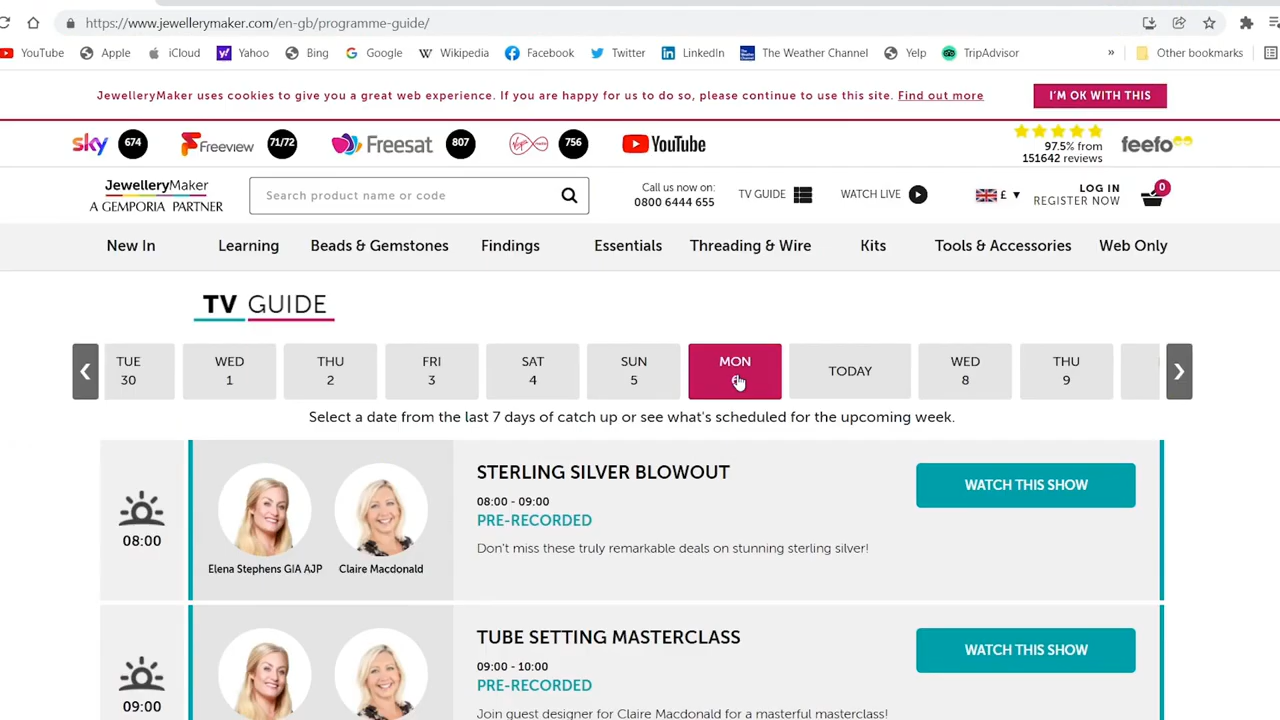 https://www.jewellerymaker.com/en-gb/programme-guide/
YouTube Apple iCloud Yahoo Bing Google Wikipedia Facebook Twitter LinkedIn The Weather Channel Yelp TripAdvisor » Other bookmarks
JewelleryMaker uses cookies to give you a great web experience. If you are happy for us to do so, please continue to use this site. Find out more
I'M OK WITH THIS
sky 674 Freeview 71/72 Freesat 807 756 YouTube
97.5% from
151642 reviews
feefo
JewelleryMaker
A GEMPORIA PARTNER
Search product name or code
Call us now on:
0800 6444 655
TV GUIDE
WATCH LIVE
£ ▼
LOG IN
REGISTER NOW
0
New In Learning Beads & Gemstones Findings Essentials Threading & Wire Kits Tools & Accessories Web Only
TV GUIDE
TUE WED THU FRI SAT SUN MON TODAY WED THU
30 1 2 3 4 5 8 9
Select a date from the last 7 days of catch up or see what's scheduled for the upcoming week.
08:00
Elena Stephens GIA AJP
Claire Macdonald
STERLING SILVER BLOWOUT
08:00 - 09:00
PRE-RECORDED
Don't miss these truly remarkable deals on stunning sterling silver!
WATCH THIS SHOW
09:00
TUBE SETTING MASTERCLASS
09:00 - 10:00
PRE-RECORDED
Join guest designer for Claire Macdonald for a masterful masterclass!
WATCH THIS SHOW